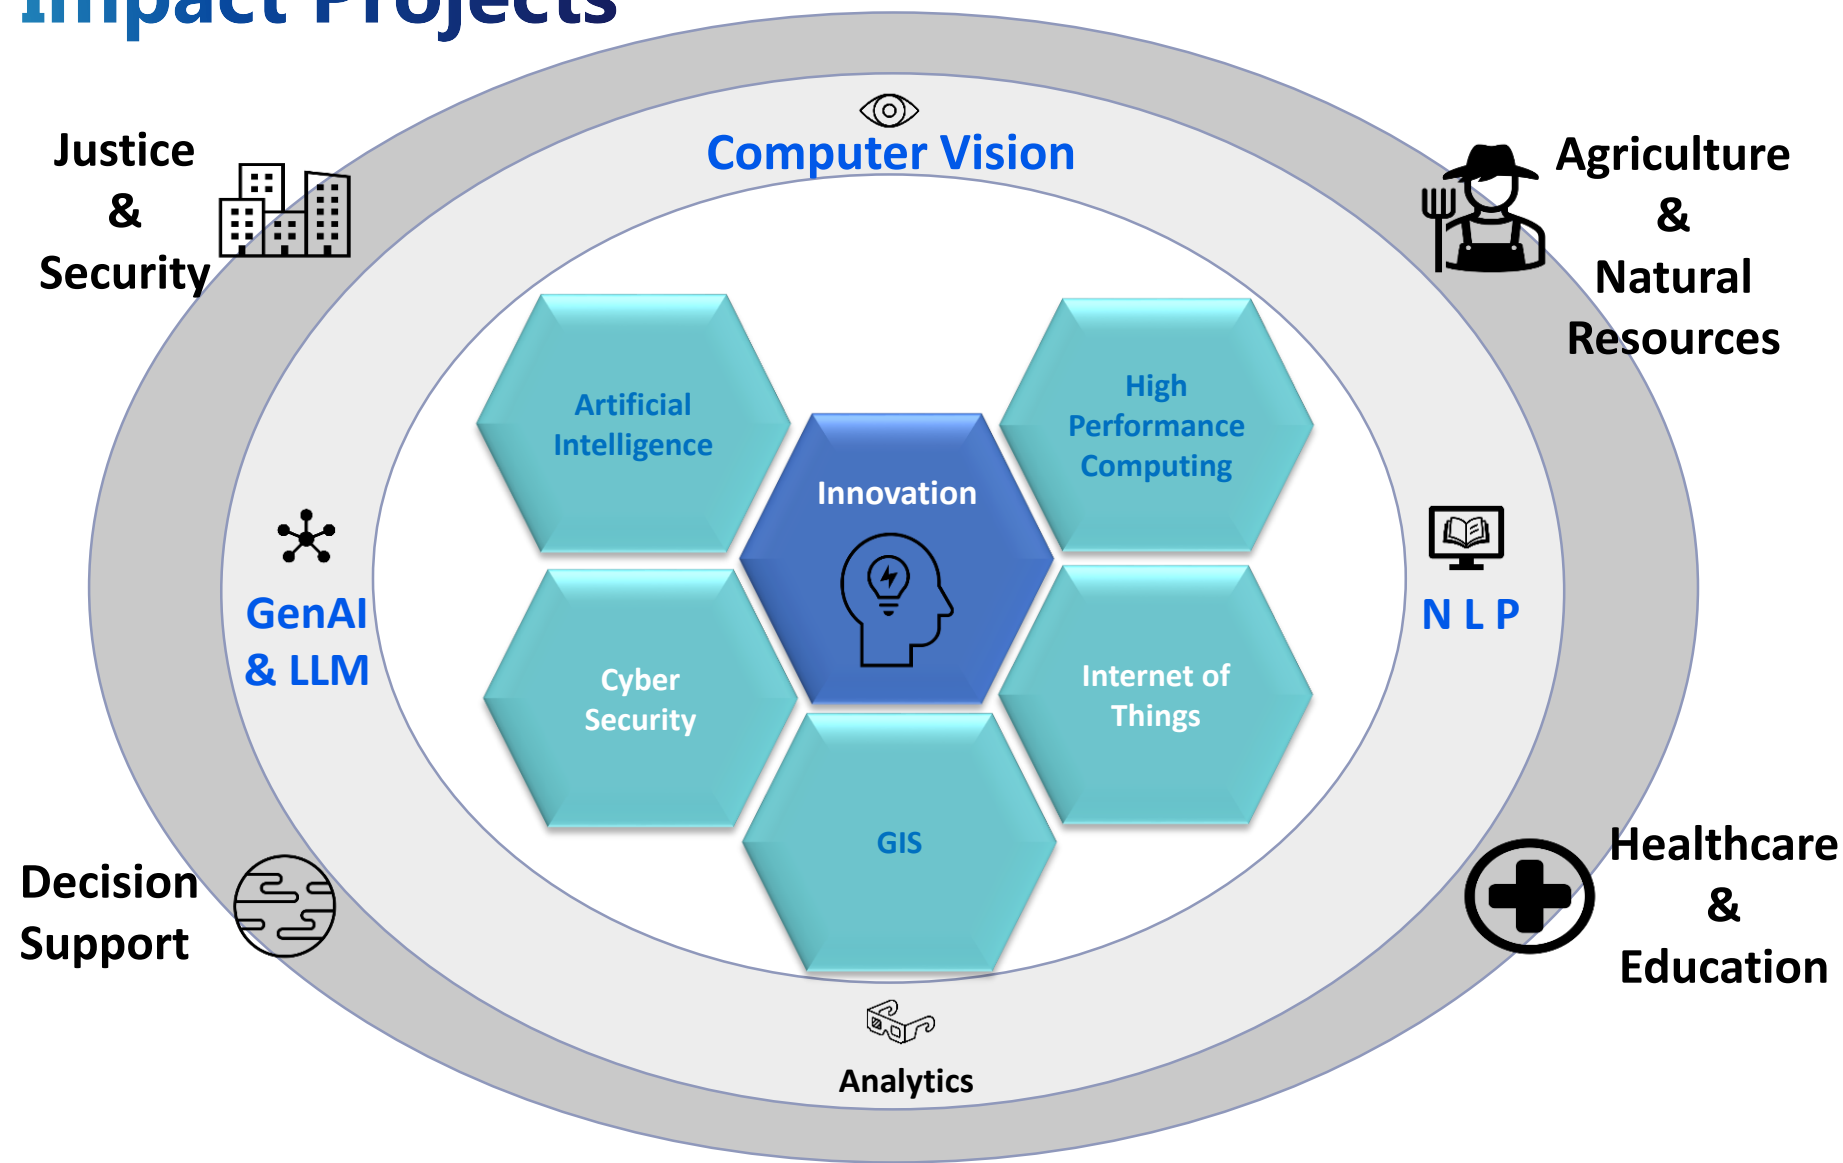 Impact Projects
Computer Vision
Justice
&
Security
Agriculture
&
Natural
Resources
Artificial
Intelligence
High
Performance
Computing
Innovation
GenAI
& LLM
N L P
Cyber
Security
Internet of
Things
GIS
Decision
Support
Healthcare
&
Education
Analytics